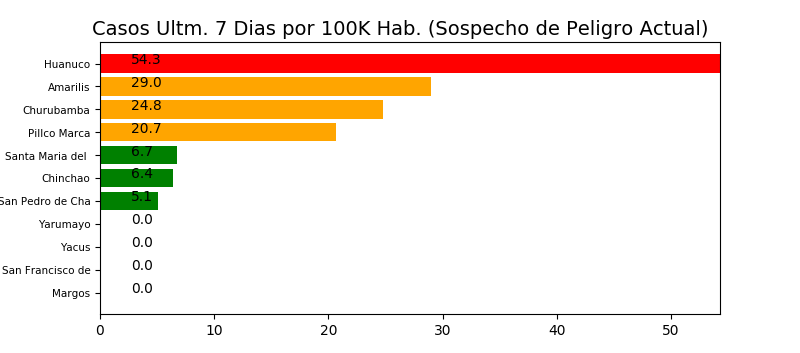 Casos Ultm. 7 Dias por 100K Hab. (Sospecho de Peligro Actual)
Huanuco 54.3
Amarilis 29.0
Churubamba 24.8
Pillco Marca 20.7
Santa Maria del 6.7
Chinchao 6.4
San Pedro de Cha 5.1
Yarumayo 0.0
Yacus 0.0
San Francisco de 0.0
Margos 0.0
0 10 20 30 40 50